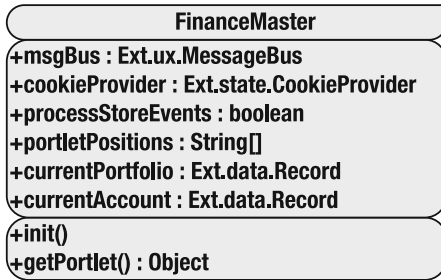 FinanceMaster
+msgBus : Ext.ux.MessageBus
+cookieProvider : Ext.state.CookieProvider
+processStoreEvents : boolean
+portletPositions : String[]
+currentPortfolio : Ext.data.Record
+currentAccount : Ext.data.Record
+init()
+getPortlet() : Object